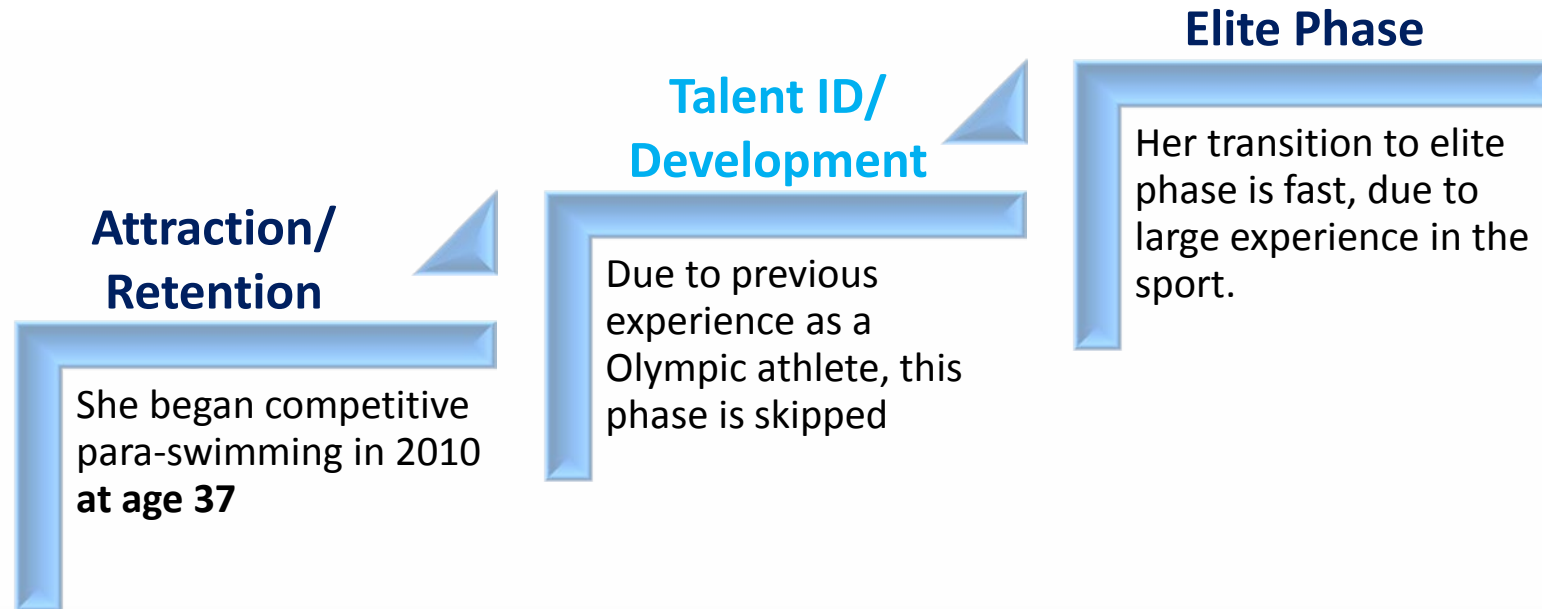 Attraction/
Retention
She began competitive
para-swimming in 2010
at age 37
Talent ID/
Development
Due to previous
experience as a
Olympic athlete, this
phase is skipped
Elite Phase
Her transition to elite
phase is fast, due to
large experience in the
sport.